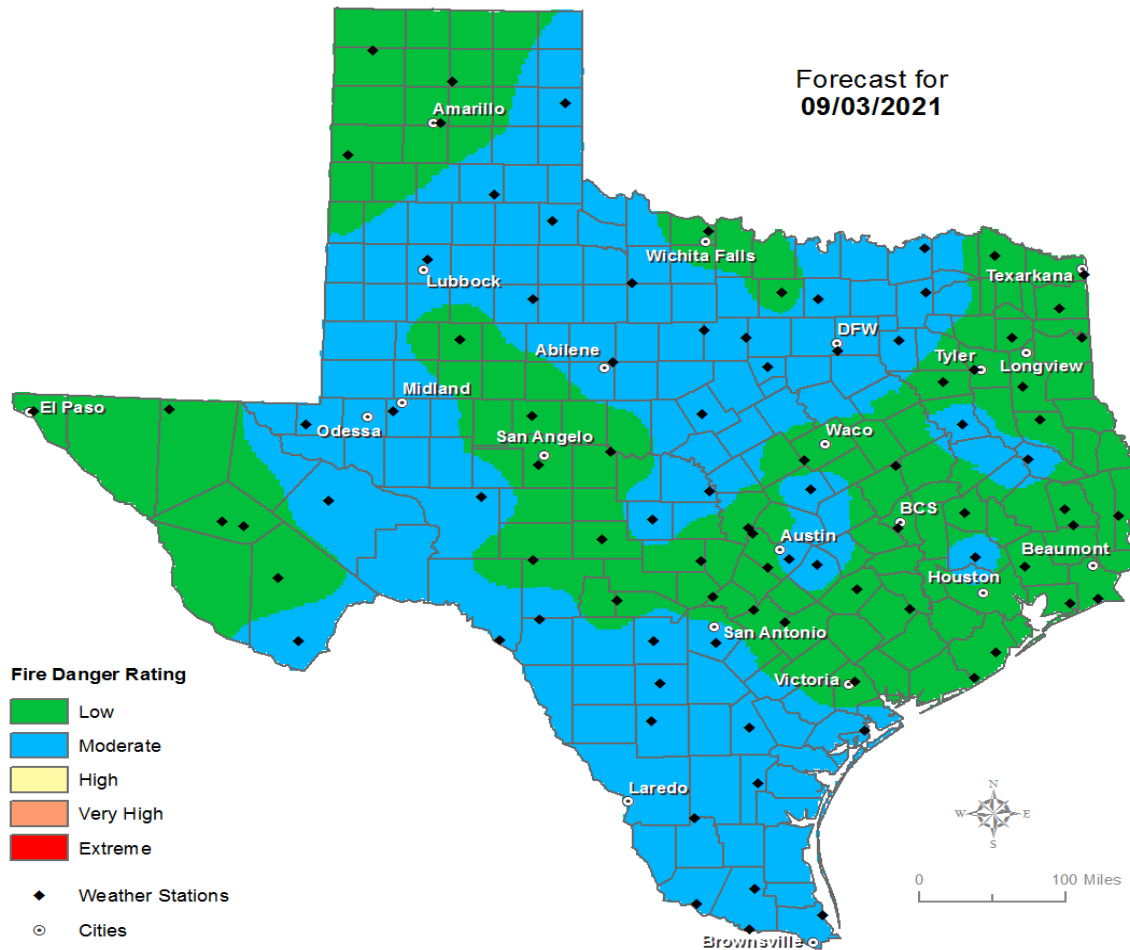 Forecast for
09/03/2021
Amarillo
Wichita Falls
Texarkana
Lubbock
DFW
Abilene
Tyler
Longview
Midland
El Paso
Odessa
San Angelo
Waco
BCS
Austin
Beaumont
Houston
San Antonio
Victoria
Laredo
Brownsville
Fire Danger Rating
Low
Moderate
High
Very High
Extreme
Weather Stations
Cities
N
W E
S
0 100 Miles